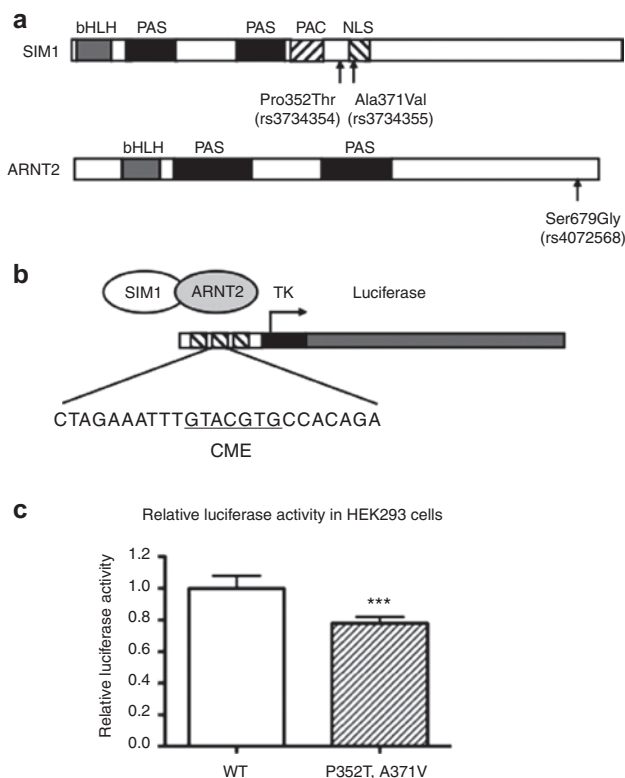 a
bHLH PAS PAS PAC NLS
SIM1
Pro352Thr Ala371Val
(rs3734354) (rs3734355)
bHLH PAS PAS
ARNT2
Ser679Gly
(rs4072568)
b
SIM1 ARNT2 TK Luciferase
CTAGAAATTTGTACGTGCCACAGA
CME
c
Relative luciferase activity in HEK293 cells
Relative luciferase activity
1.2
1.0
0.8
0.6
0.4
0.2
0.0
***
WT P352T, A371V